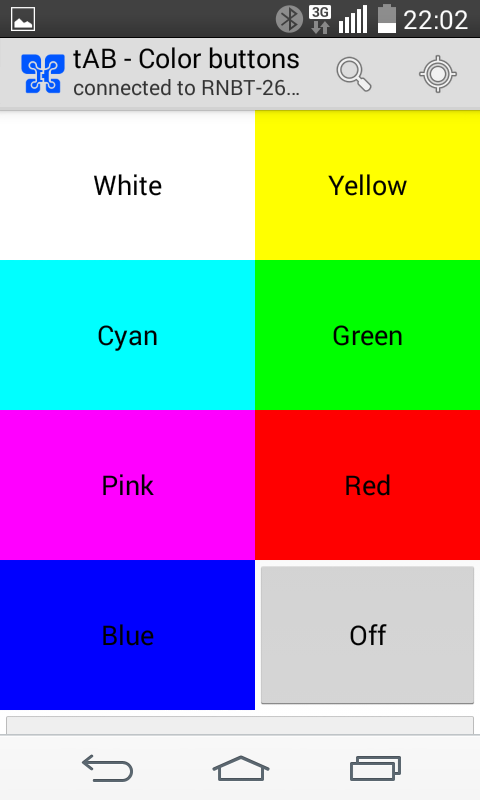 3G 22:02
tAB - Color buttons
connected to RNBT-26...
White Yellow
Cyan Green
Pink Red
Blue Off